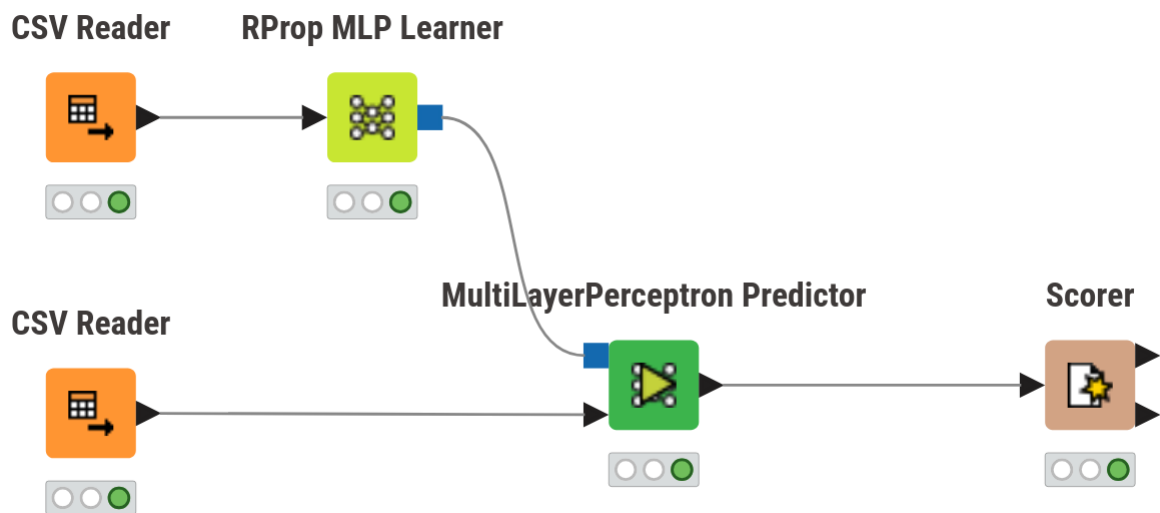 CSV Reader
RProp MLP Learner
MultiLayerPerceptron Predictor
Scorer
CSV Reader